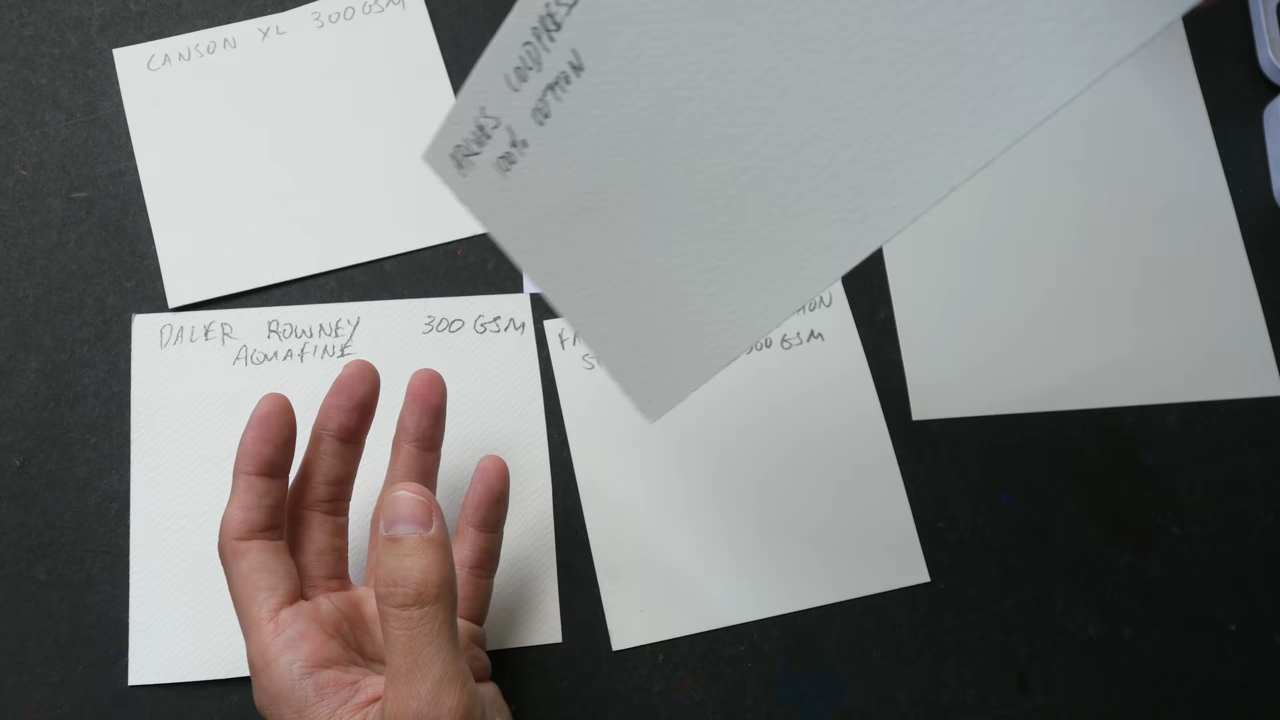 CANSON XL 300GSM
ARCHES COLDPRESS
100% COTTON
DALER ROWNEY 300 GSM
AQUAFINE
300 GSM